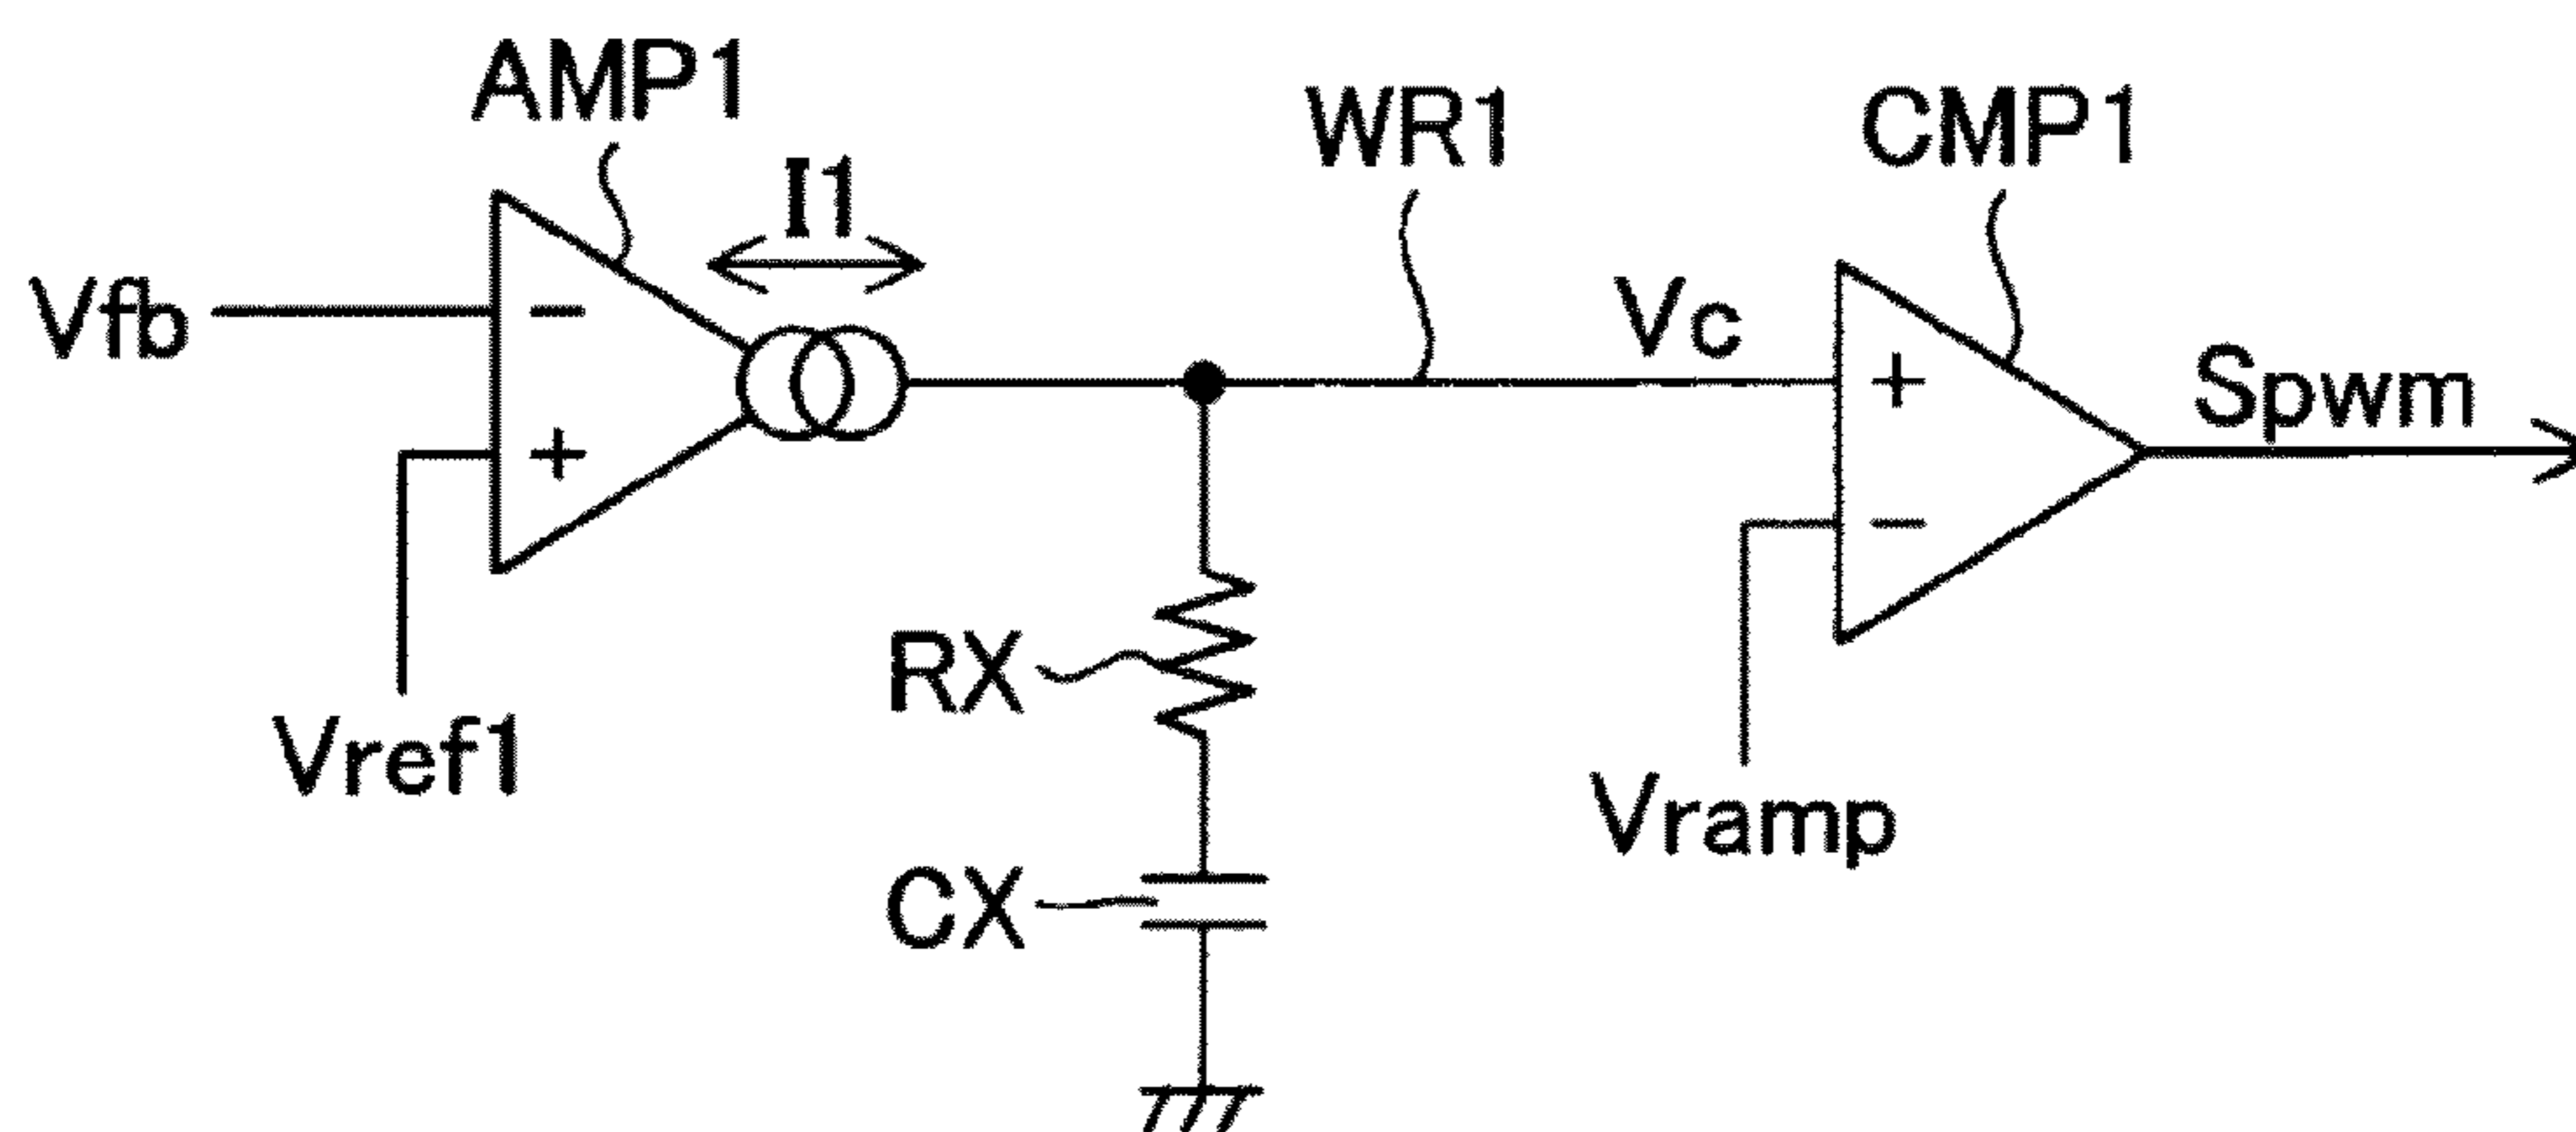 AMP1
WR1
CMP1
I1
Vfb
-
Vc
+
Spwm
+
-
RX
Vref1
Vramp
CX